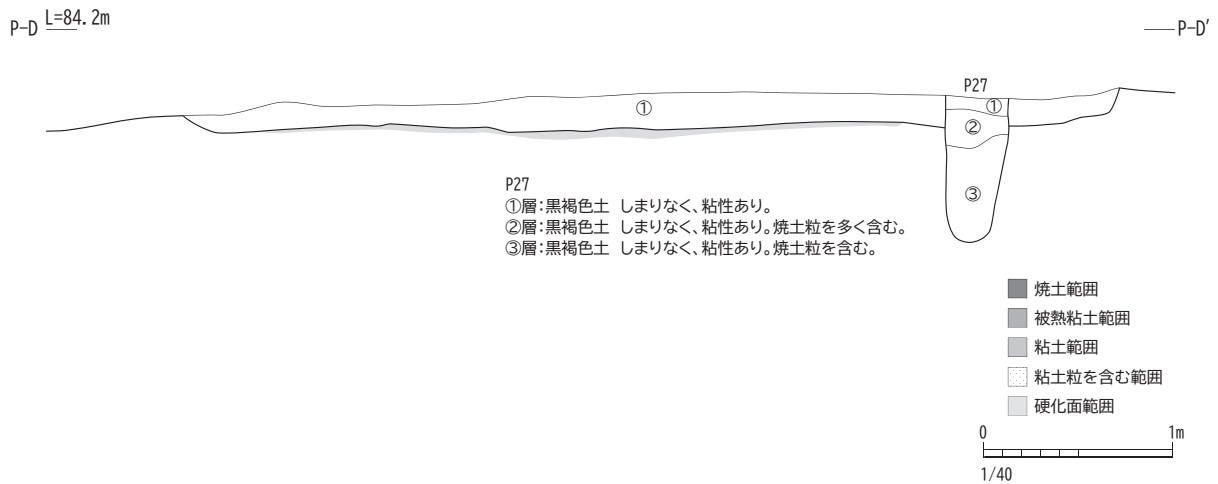 P-D L=84.2m P-D'
P27
①
①
②
③
P27
①層：黒褐色土 しまりなく、粘性あり。
②層：黒褐色土 しまりなく、粘性あり。焼土粒を多く含む。
③層：黒褐色土 しまりなく、粘性あり。焼土粒を含む。
焼土範囲
被熱粘土範囲
粘土範囲
粘土粒を含む範囲
硬化面範囲
0 1m
1/40